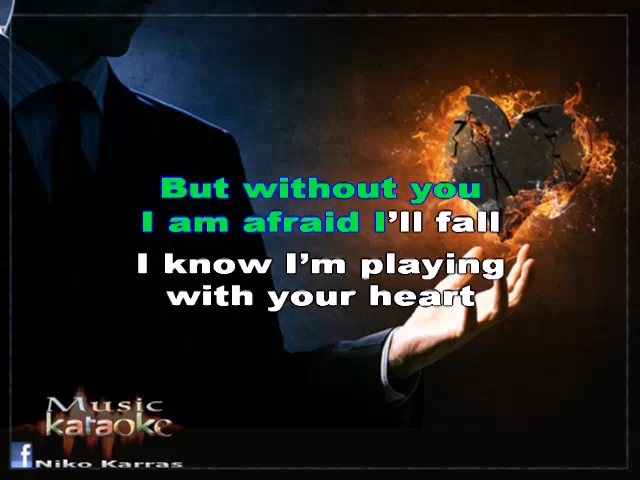 But without you
I am afraid I'll fall
I know I'm playing
with your heart
Music
karaoke
f Niko Karras